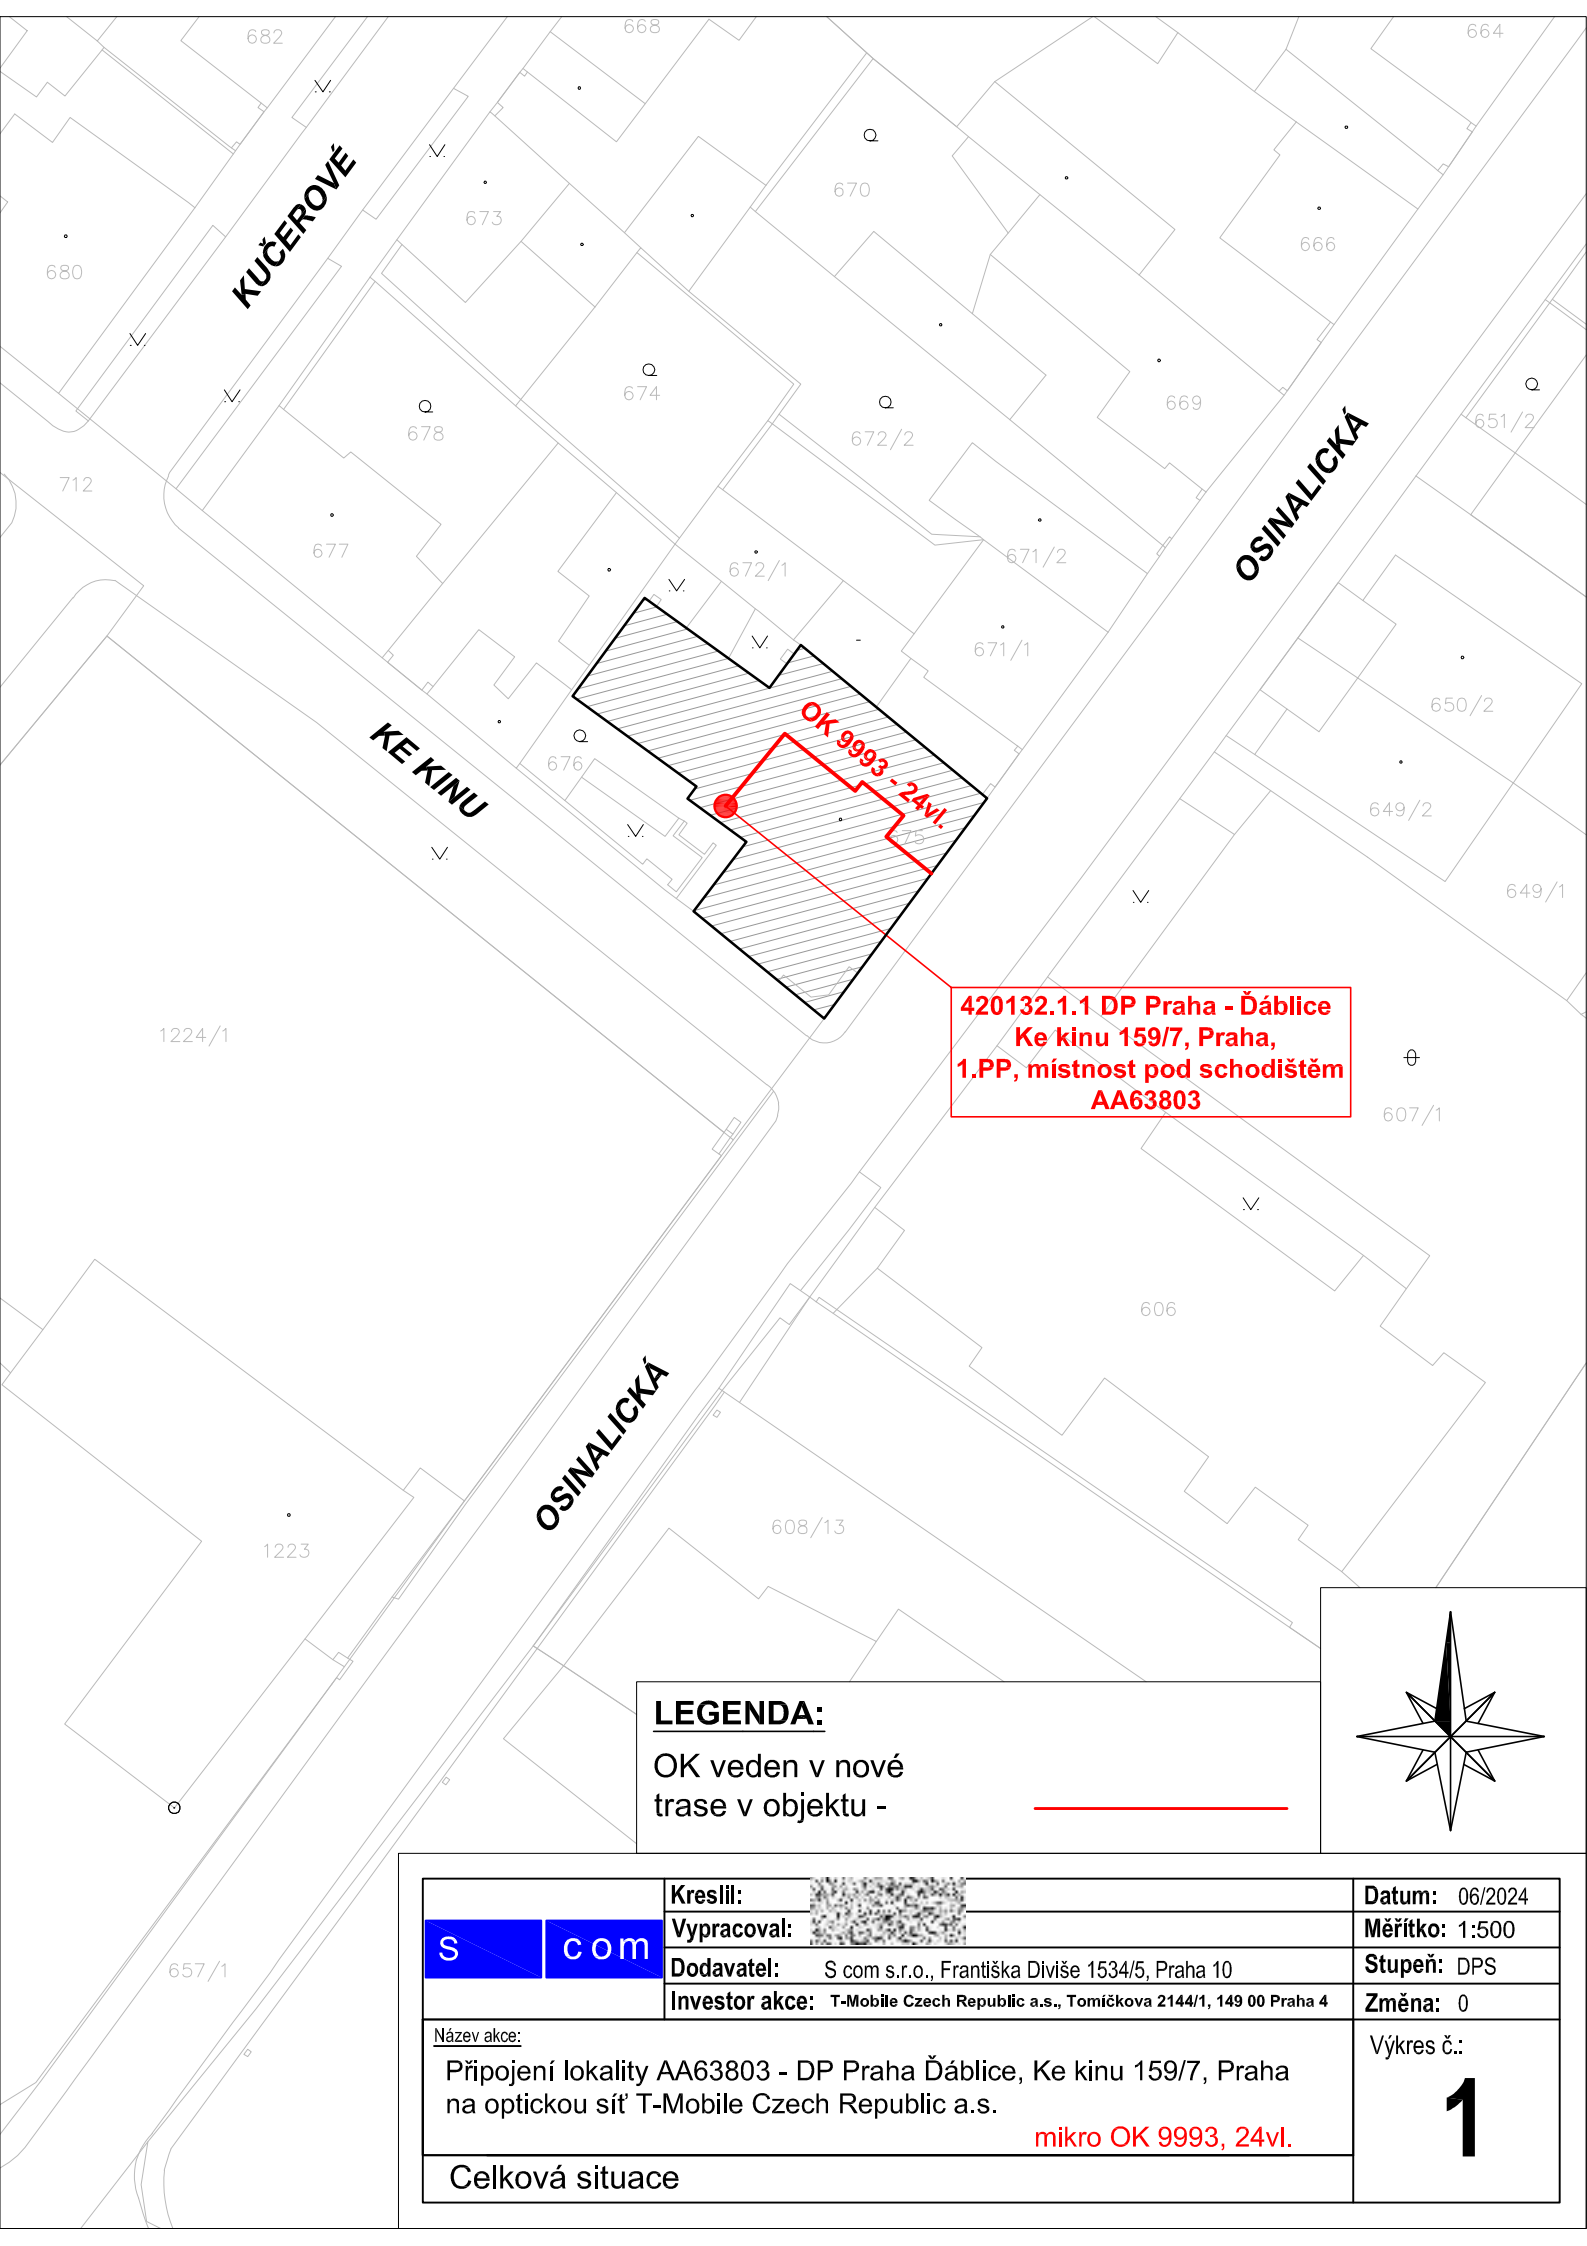 682
668
664
KUČEROVÉ
673
670
680
666
674
678
672/2
669
651/2
OSINALICKÁ
712
677
672/1
671/2
671/1
650/2
OK 9993 - 24vl.
KE KINU
676
675
649/2
649/1
420132.1.1 DP Praha - Ďáblice
Ke kinu 159/7, Praha,
1.PP, místnost pod schodištěm
AA63803
1224/1
607/1
606
OSINALICKÁ
608/13
1223
LEGENDA:
OK veden v nové
trase v objektu -
657/1
S com
Kreslil:
Vypracoval:
Dodavatel: S com s.r.o., Františka Diviše 1534/5, Praha 10
Investor akce: T-Mobile Czech Republic a.s., Tomíčkova 2144/1, 149 00 Praha 4
Datum: 06/2024
Měřítko: 1:500
Stupeň: DPS
Změna: 0
Název akce:
Připojení lokality AA63803 - DP Praha Ďáblice, Ke kinu 159/7, Praha
na optickou síť T-Mobile Czech Republic a.s.
mikro OK 9993, 24vl.
Celková situace
Výkres č.:
1